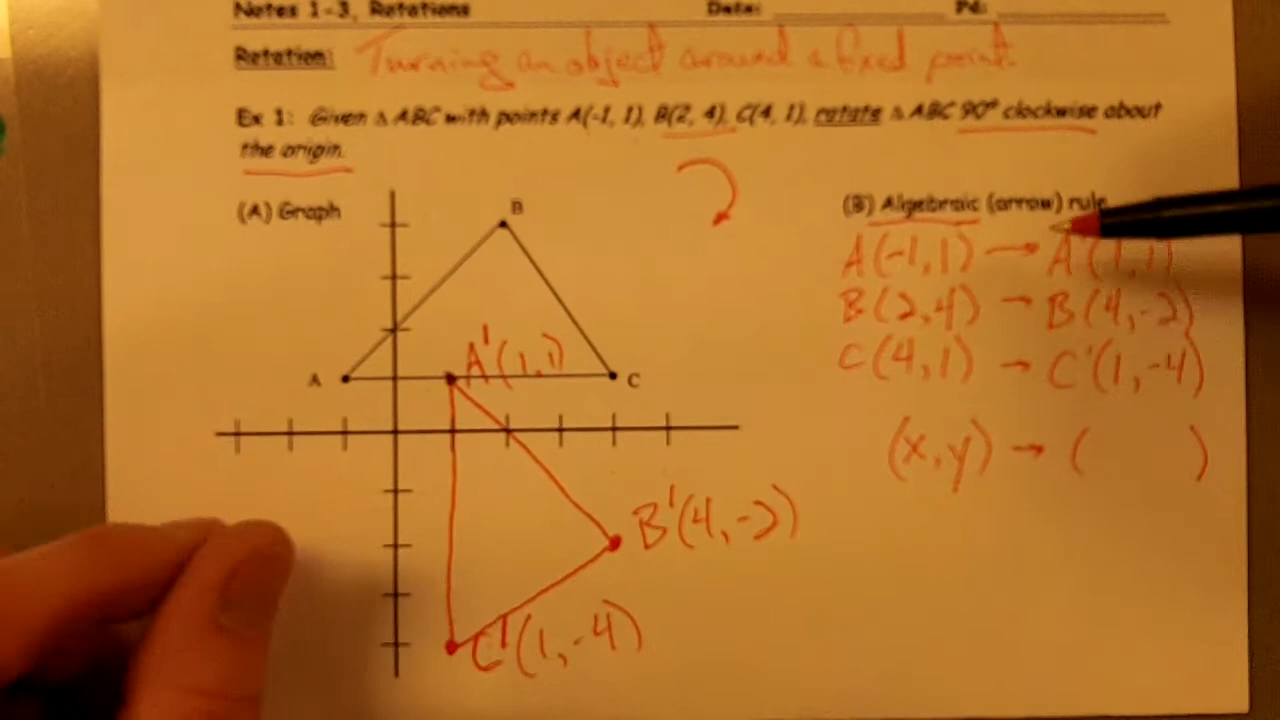 Notes 1-3, Rotations Date: Pd:
Rotation: Turning an object around a fixed point.
Ex 1: Given △ ABC with points A(-1, 1), B(2, 4), C(4, 1), rotate △ ABC 90° clockwise about
the origin.
(A) Graph
(B) Algebraic (arrow) rule
A(-1,1) → A'(1,1)
B(2,4) → B(4,-2)
C(4,1) → C'(1,-4)
(x,y) → ( )
B
A
C
A'(1,1)
B'(4,-2)
C'(1,-4)